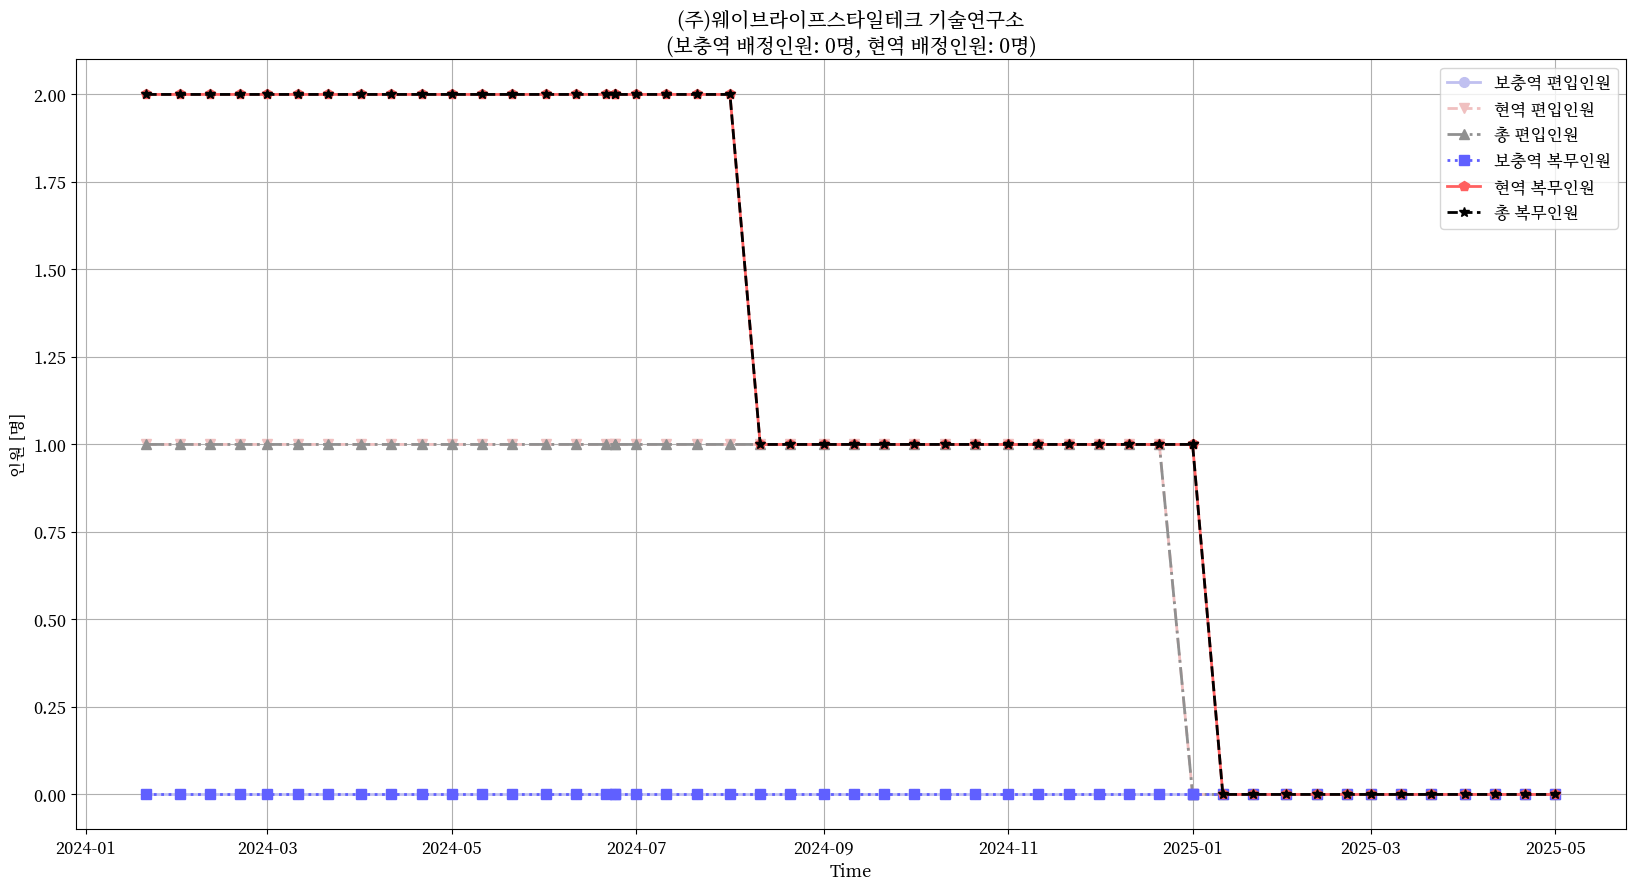 (주)웨이브라이프스타일테크 기술연구소
(보충역 배정인원: 0명, 현역 배정인원: 0명)
보충역 편입인원
현역 편입인원
총 편입인원
보충역 복무인원
현역 복무인원
총 복무인원
인원 [명]
2.00
1.75
1.50
1.25
1.00
0.75
0.50
0.25
0.00
2024-01 2024-03 2024-05 2024-07 2024-09 2024-11 2025-01 2025-03 2025-05
Time